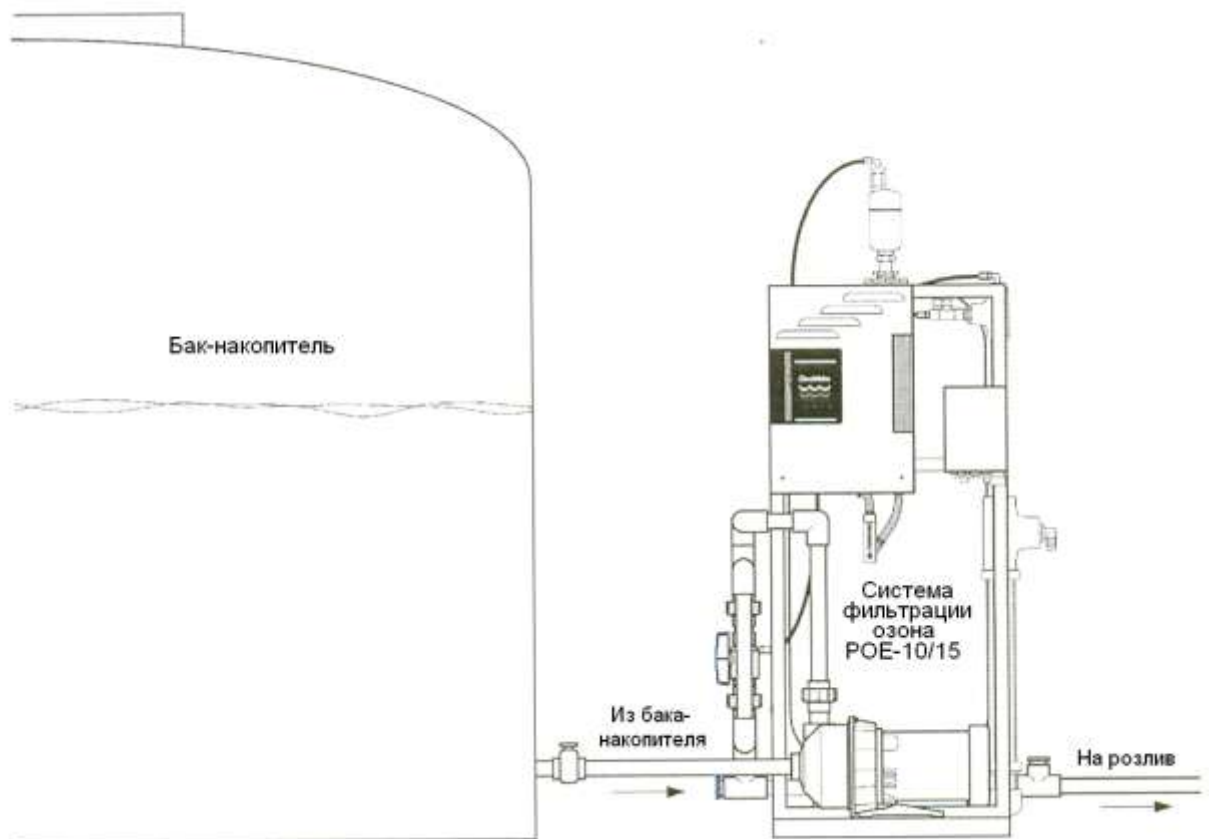 Бак-накопитель
Система
фильтрации
озона
POE-10/15
Из бака-
накопителя
На розлив